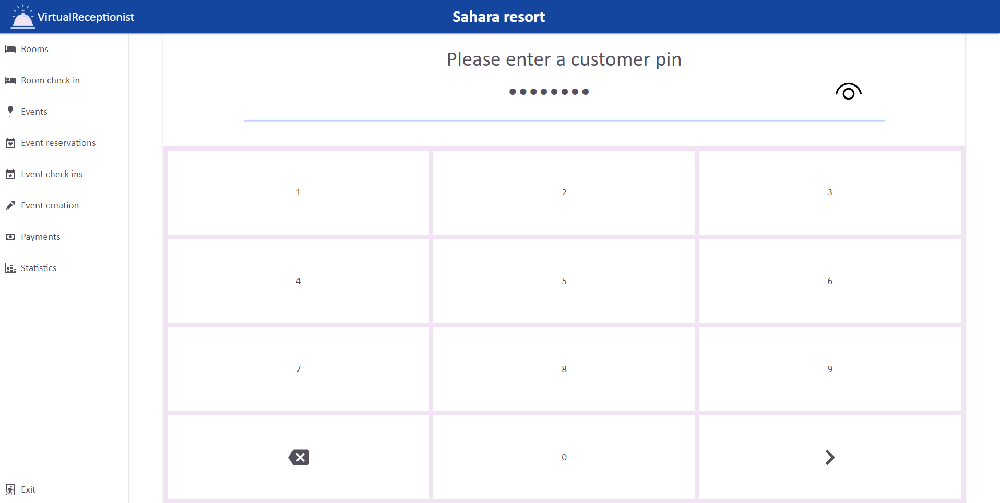 VirtualReceptionist
Sahara resort
Rooms
Room check in
Events
Event reservations
Event check ins
Event creation
Payments
Statistics
Exit
Please enter a customer pin
••••••••
1
2
3
4
5
6
7
8
9
0